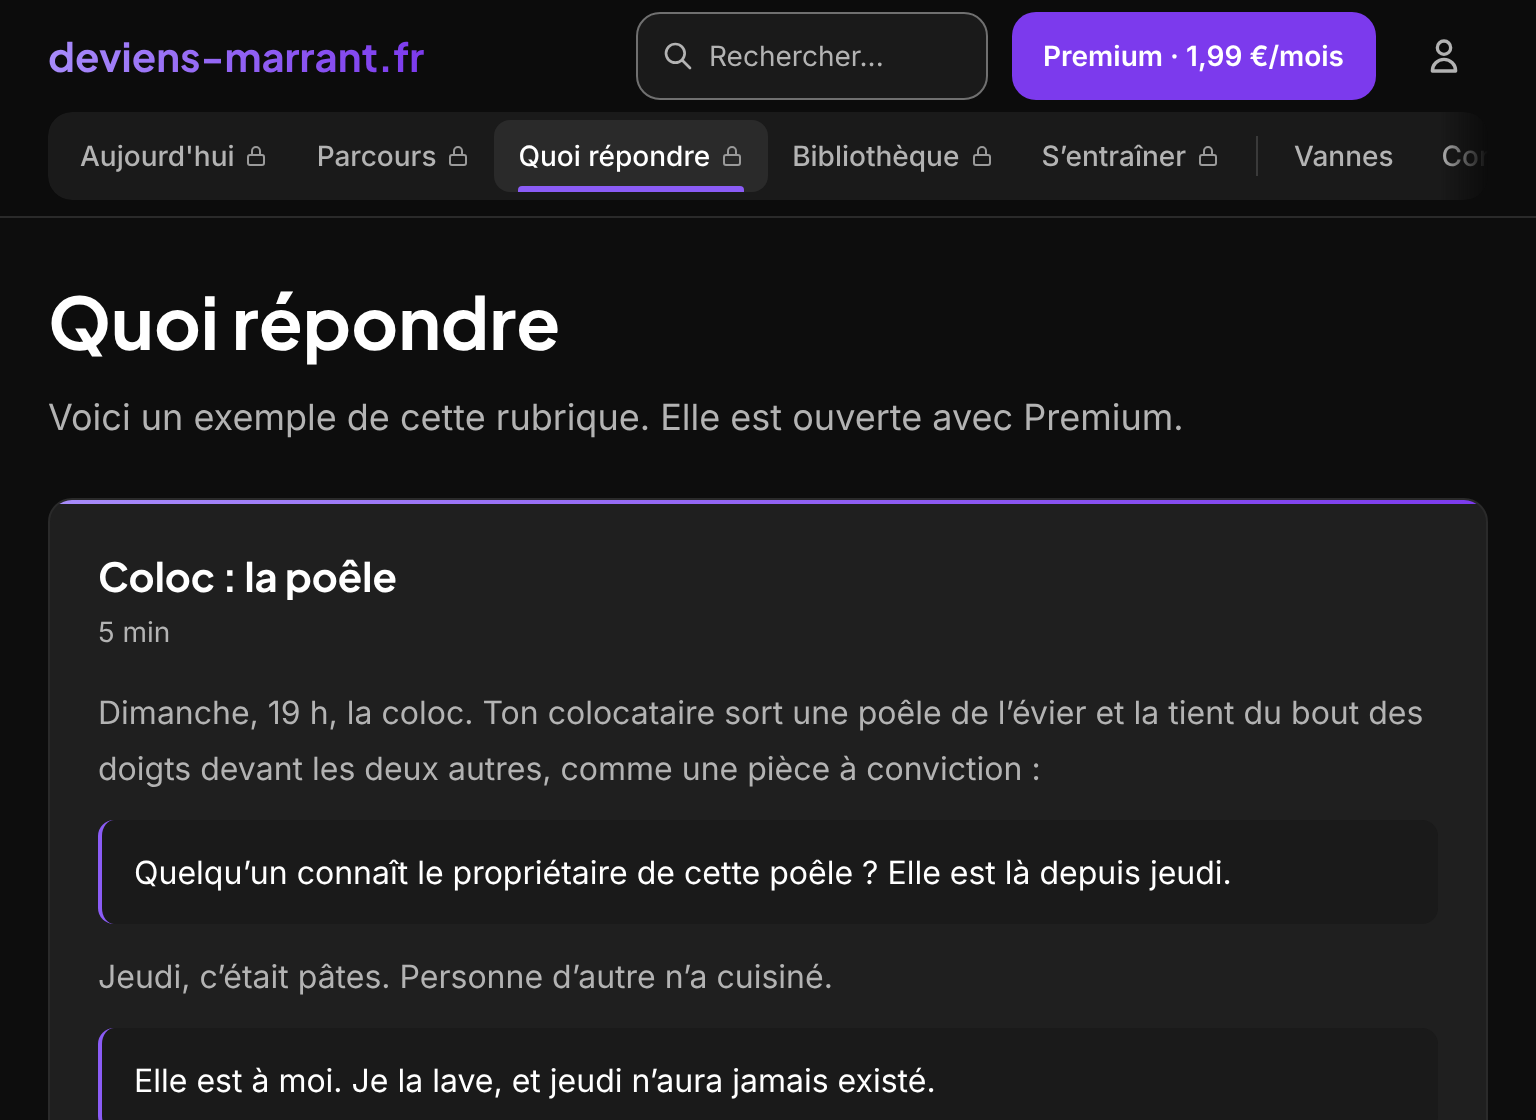 deviens-marrant.fr
Rechercher...
Premium · 1,99 €/mois
Aujourd'hui
Parcours
Quoi répondre
Bibliothèque
S’entraîner
Vannes
Quoi répondre
Voici un exemple de cette rubrique. Elle est ouverte avec Premium.
Coloc : la poêle
5 min
Dimanche, 19 h, la coloc. Ton colocataire sort une poêle de l’évier et la tient du bout des
doigts devant les deux autres, comme une pièce à conviction :
Quelqu’un connaît le propriétaire de cette poêle ? Elle est là depuis jeudi.
Jeudi, c’était pâtes. Personne d’autre n’a cuisiné.
Elle est à moi. Je la lave, et jeudi n’aura jamais existé.